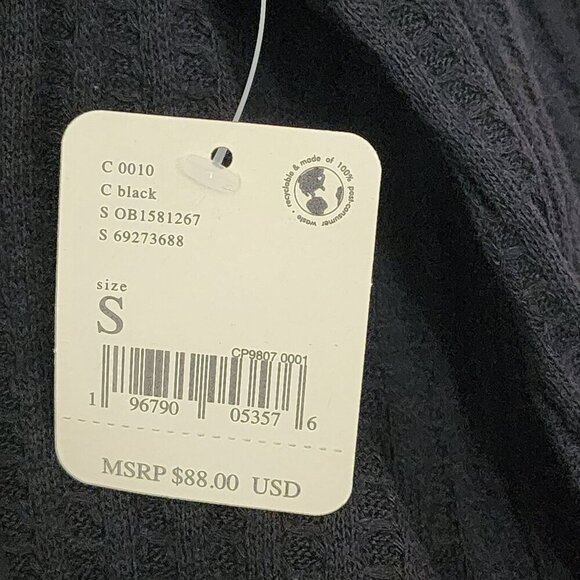 C 0010
C black
S OB1581267
S 69273688
recyclable & made of 100% post-consumer waste
size
S
CP9807 0001
1 96790 05357 6
MSRP $88.00 USD